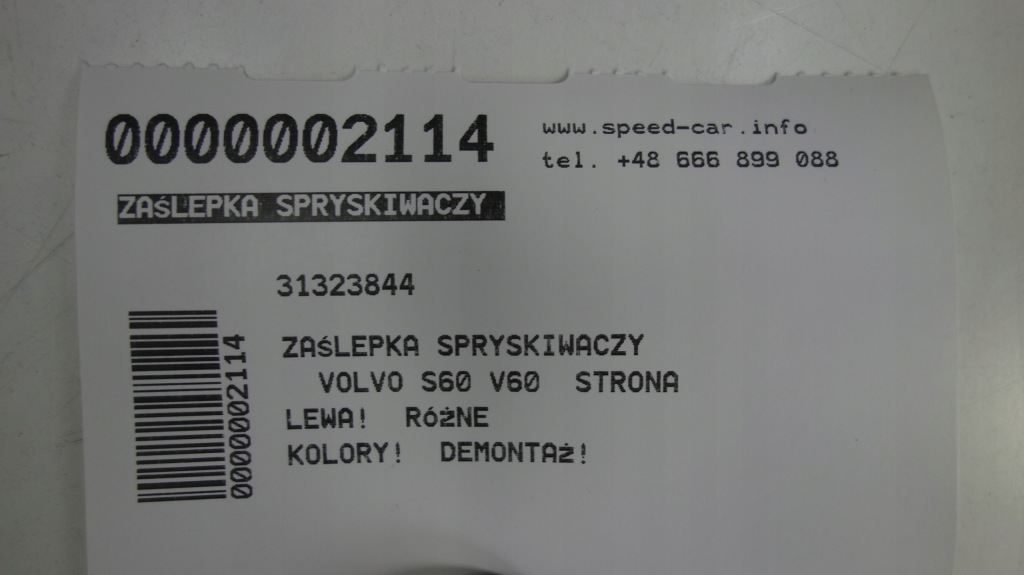 0000002114
www.speed-car.info
tel. +48 666 899 088
ZAśLEPKA SPRYSKIWACZY
31323844
0000002114
ZAśLEPKA SPRYSKIWACZY
VOLVO S60 V60 STRONA
LEWA! RÓżNE
KOLORY! DEMONTAż!